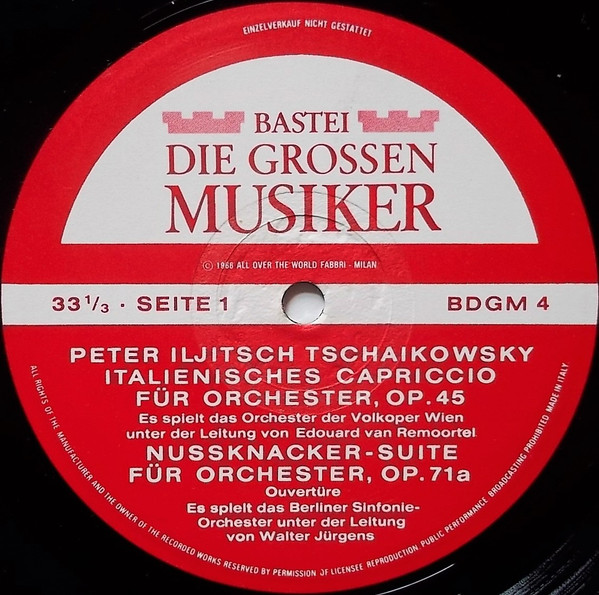 EINZELVERKAUF NICHT GESTATTET
BASTEI
DIE GROSSEN
MUSIKER
© 1968 ALL OVER THE WORLD FABBRI - MILAN
33 1/3 · SEITE 1
BDGM 4
PETER ILJITSCH TSCHAIKOWSKY
ITALIENISCHES CAPRICCIO
FÜR ORCHESTER, OP. 45
Es spielt das Orchester der Volkoper Wien
unter der Leitung von Edouard van Remoortel
NUSSKNACKER-SUITE
FÜR ORCHESTER, OP. 71a
Ouvertüre
Es spielt das Berliner Sinfonie-
Orchester unter der Leitung
von Walter Jürgens
ALL RIGHTS OF THE MANUFACTURER AND THE OWNER OF THE RECORDED WORKS RESERVED BY PERMISSION JF LICENSEE REPRODUCTION PUBLIC PERFORMANCE BROADCASTING PROHIBITED MADE IN ITALY